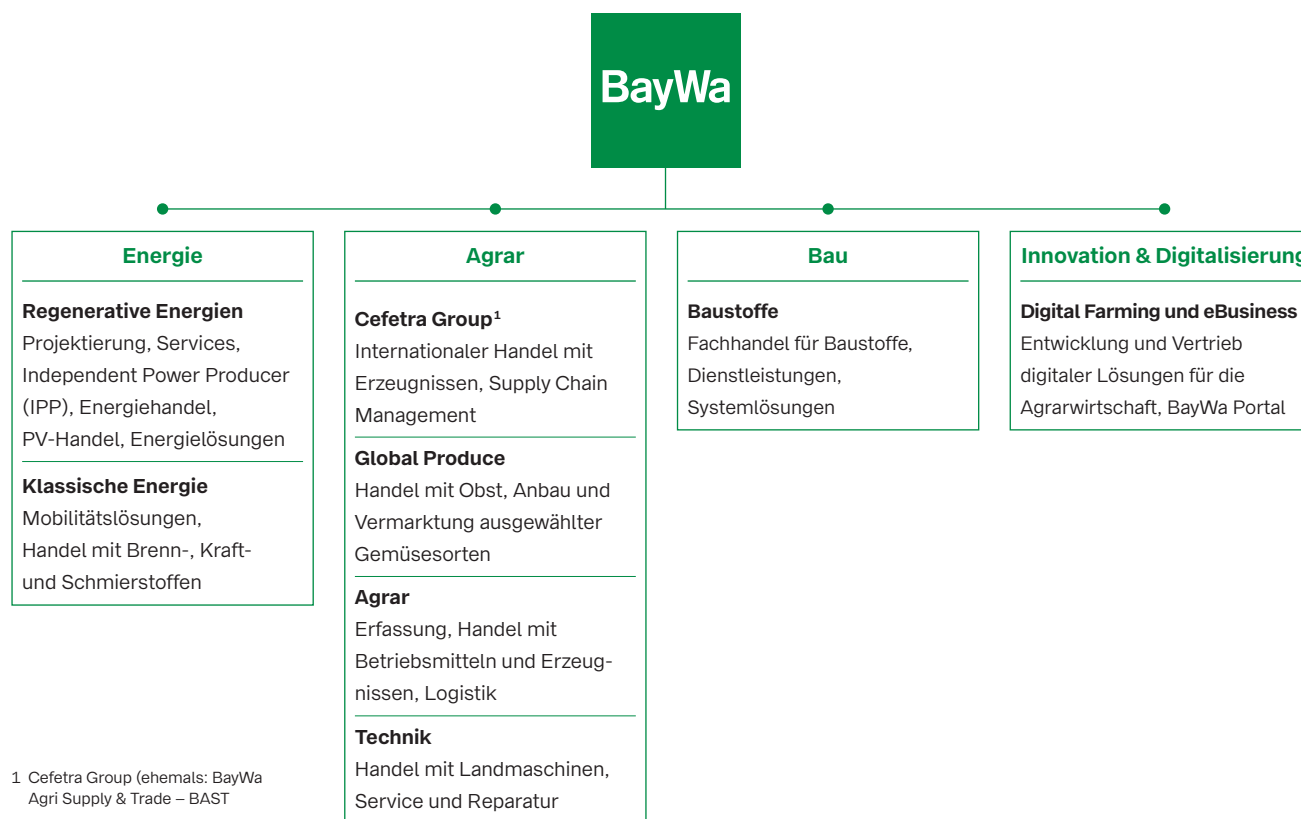 BayWa
Energie
Regenerative Energien
Projektierung, Services,
Independent Power Producer
(IPP), Energiehandel,
PV-Handel, Energielösungen
Klassische Energie
Mobilitätslösungen,
Handel mit Brenn-, Kraft-
und Schmierstoffen
Agrar
Cefetra Group¹
Internationaler Handel mit
Erzeugnissen, Supply Chain
Management
Global Produce
Handel mit Obst, Anbau und
Vermarktung ausgewählter
Gemüsesorten
Agrar
Erfassung, Handel mit
Betriebsmitteln und Erzeug-
nissen, Logistik
Technik
Handel mit Landmaschinen,
Service und Reparatur
Bau
Baustoffe
Fachhandel für Baustoffe,
Dienstleistungen,
Systemlösungen
Innovation & Digitalisierung
Digital Farming und eBusiness
Entwicklung und Vertrieb
digitaler Lösungen für die
Agrarwirtschaft, BayWa Portal
1 Cefetra Group (ehemals: BayWa
Agri Supply & Trade – BAST